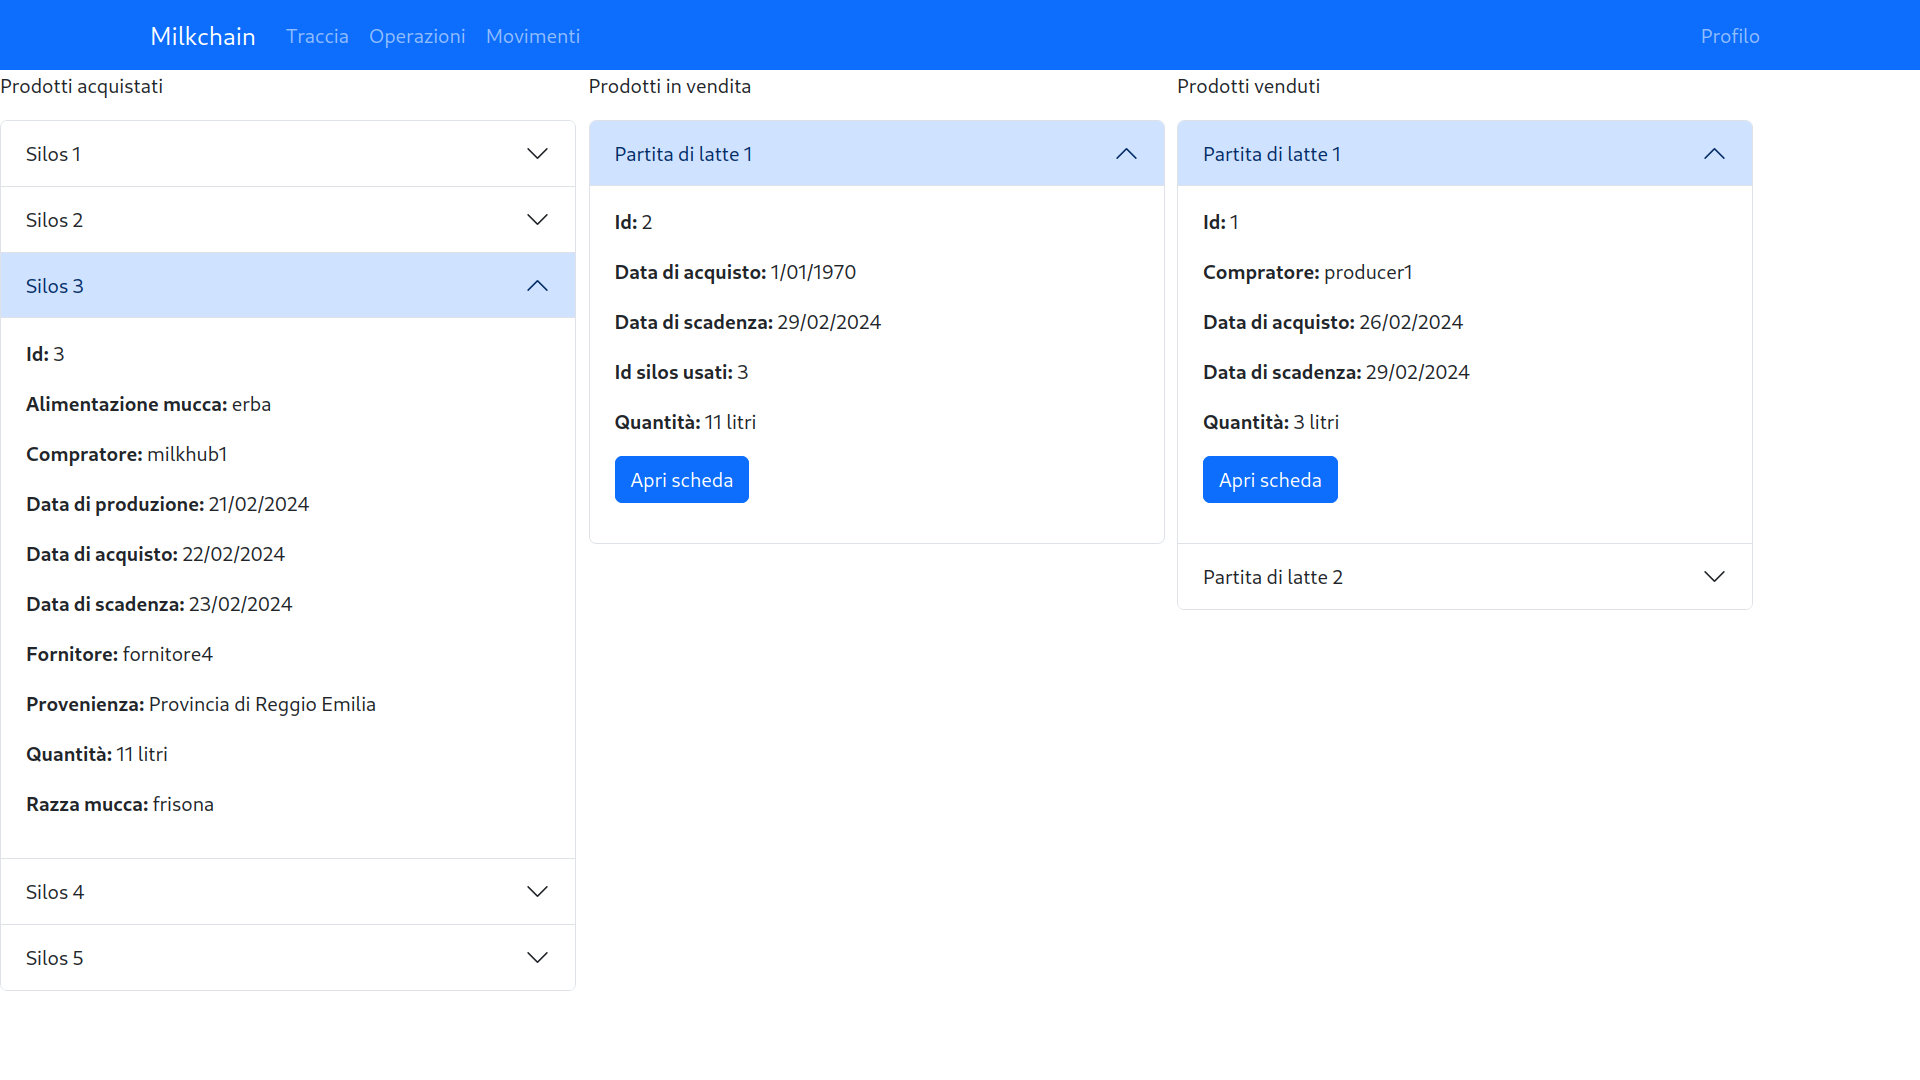 Milkchain Traccia Operazioni Movimenti Profilo
Prodotti acquistati
Silos 1
Silos 2
Silos 3
Id: 3
Alimentazione mucca: erba
Compratore: milkhub1
Data di produzione: 21/02/2024
Data di acquisto: 22/02/2024
Data di scadenza: 23/02/2024
Fornitore: fornitore4
Provenienza: Provincia di Reggio Emilia
Quantità: 11 litri
Razza mucca: frisona
Silos 4
Silos 5
Prodotti in vendita
Partita di latte 1
Id: 2
Data di acquisto: 1/01/1970
Data di scadenza: 29/02/2024
Id silos usati: 3
Quantità: 11 litri
Apri scheda
Prodotti venduti
Partita di latte 1
Id: 1
Compratore: producer1
Data di acquisto: 26/02/2024
Data di scadenza: 29/02/2024
Quantità: 3 litri
Apri scheda
Partita di latte 2